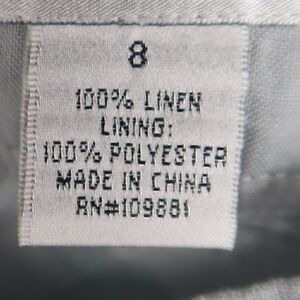 8
100% LINEN
LINING:
100% POLYESTER
MADE IN CHINA
RN#109881